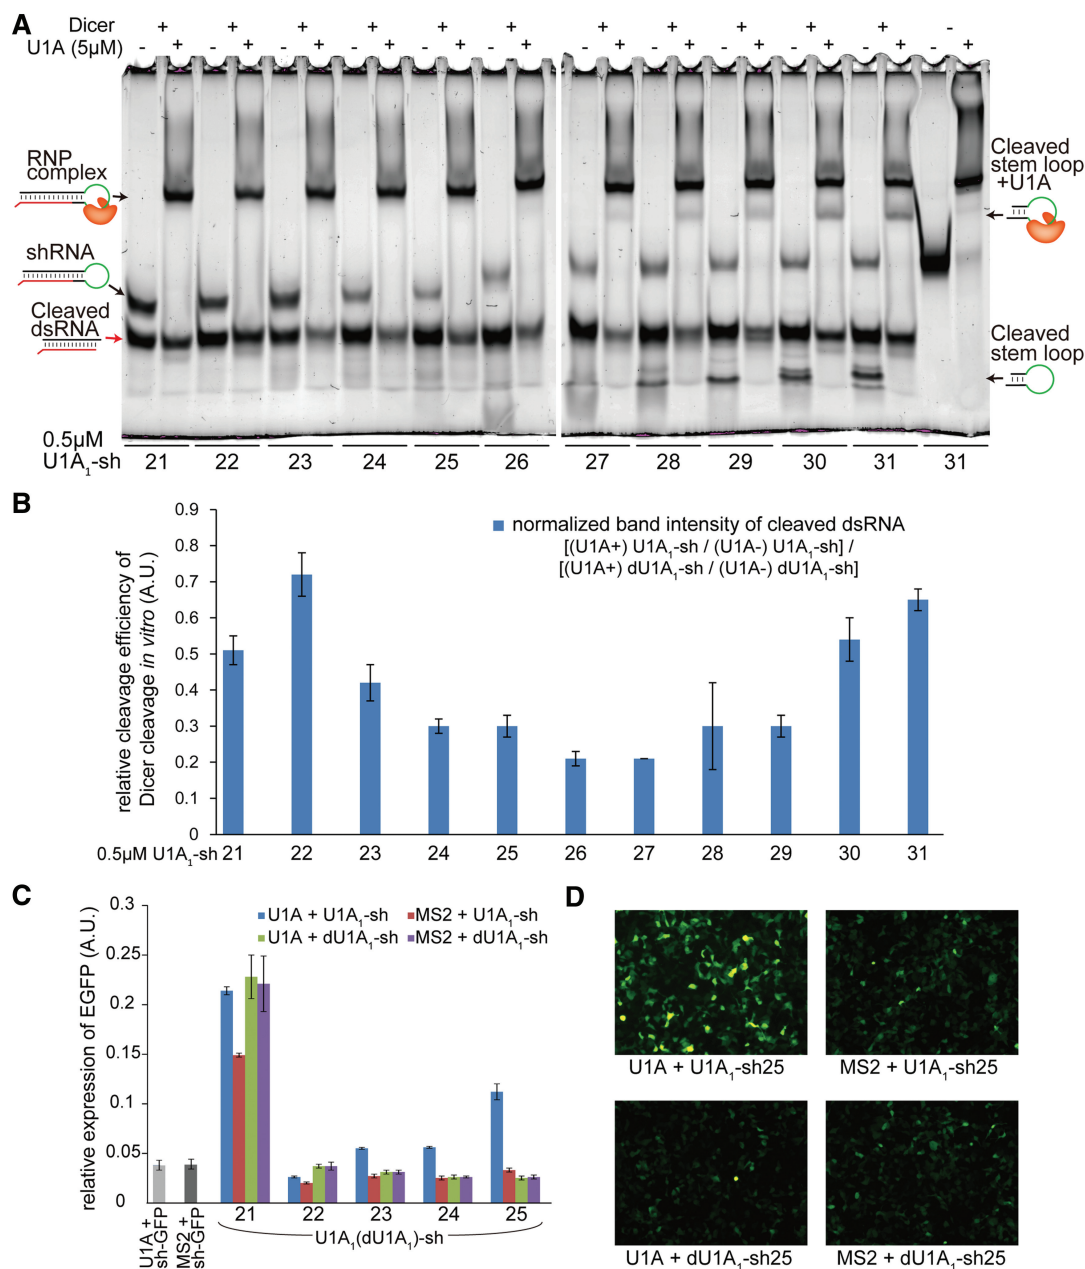 A
Dicer + + + + + + + + + + + -
U1A (5μM) - + - + - + - + - + - + - + - + - + - + - + - +
RNP
complex
shRNA
Cleaved
dsRNA
Cleaved
stem loop
+U1A
Cleaved
stem loop
0.5μM
U1A₁-sh 21 22 23 24 25 26 27 28 29 30 31 31
B
relative cleavage efficiency of
Dicer cleavage in vitro (A.U.)
0.9
0.8
0.7
0.6
0.5
0.4
0.3
0.2
0.1
0
normalized band intensity of cleaved dsRNA
[(U1A+) U1A₁-sh / (U1A-) U1A₁-sh] /
[(U1A+) dU1A₁-sh / (U1A-) dU1A₁-sh]
0.5μM U1A₁-sh 21 22 23 24 25 26 27 28 29 30 31
C
relative expression of EGFP (A.U.)
0.3
0.25
0.2
0.15
0.1
0.05
0
U1A + U1A₁-sh MS2 + U1A₁-sh
U1A + dU1A₁-sh MS2 + dU1A₁-sh
U1A +
sh-GFP
MS2 +
sh-GFP
21 22 23 24 25
U1A₁(dU1A₁)-sh
D
U1A + U1A₁-sh25
MS2 + U1A₁-sh25
U1A + dU1A₁-sh25
MS2 + dU1A₁-sh25